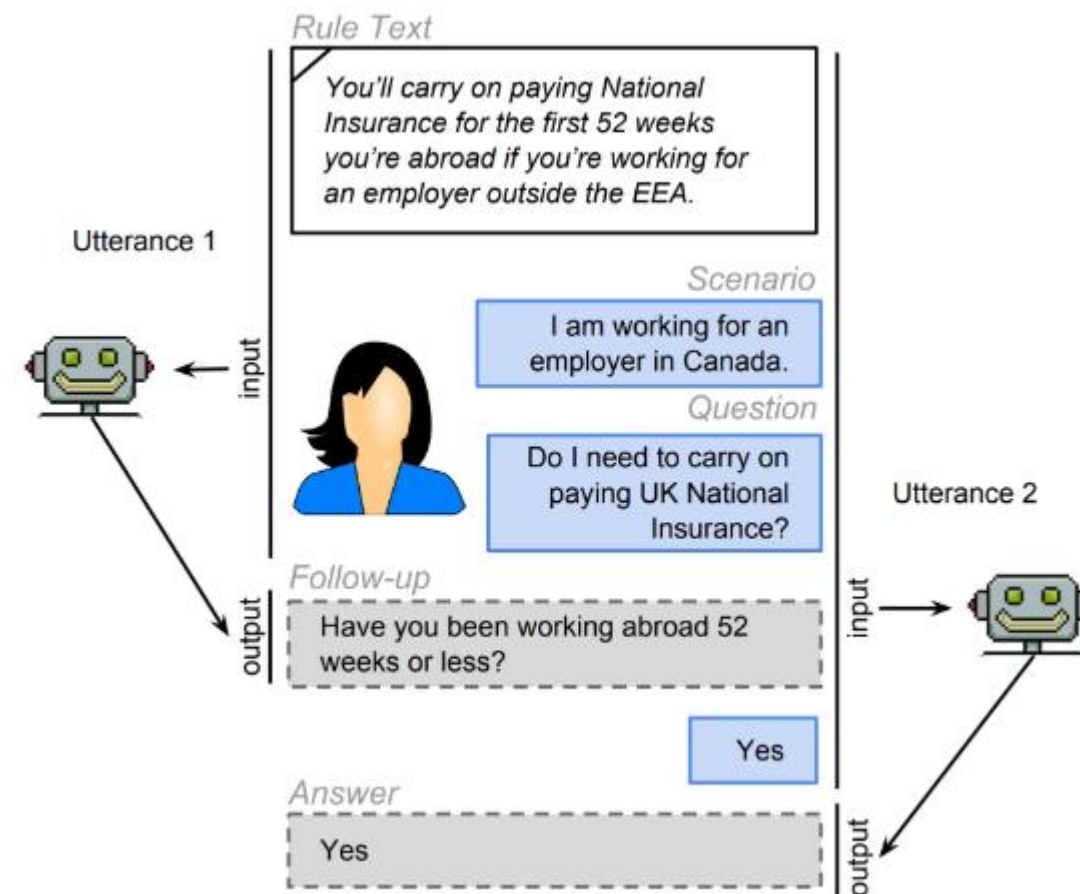 Rule Text
You'll carry on paying National
Insurance for the first 52 weeks
you're abroad if you're working for
an employer outside the EEA.
Utterance 1
Scenario
I am working for an
employer in Canada.
input
Question
Do I need to carry on
paying UK National
Insurance?
Utterance 2
Follow-up
Have you been working abroad 52
weeks or less?
output
input
Yes
Answer
Yes
output